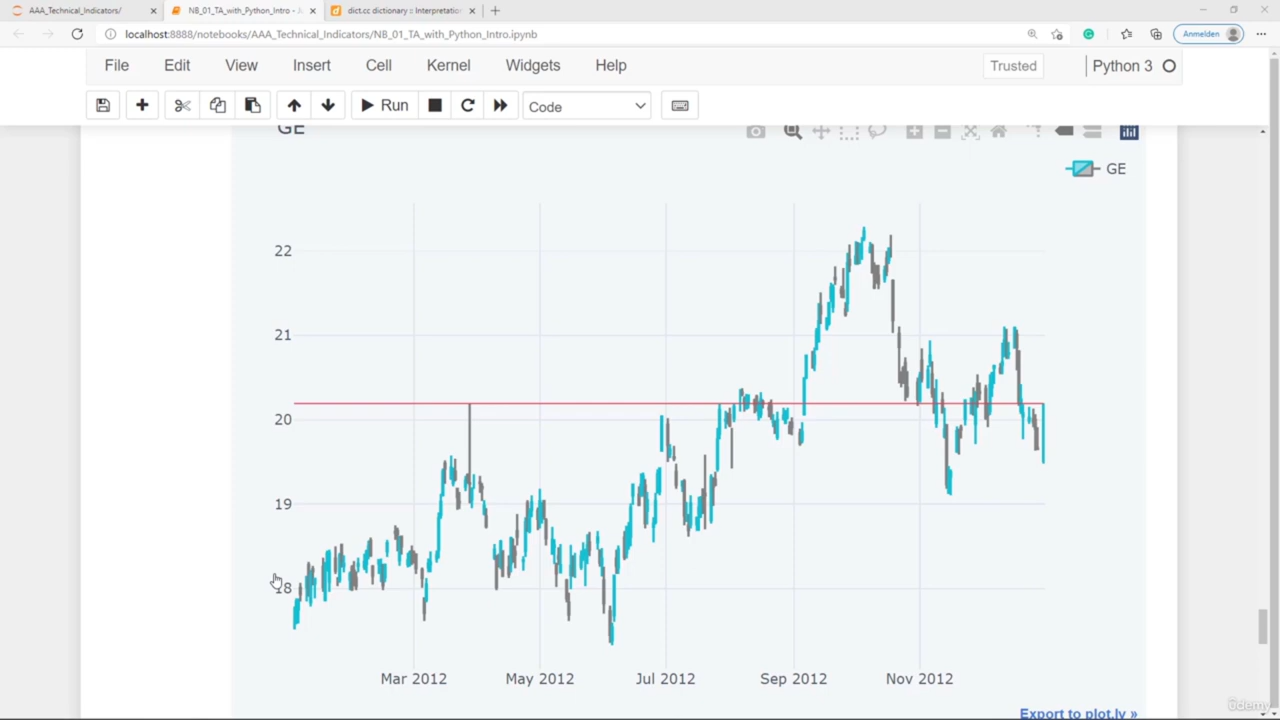 AAA_Technical_Indicators/
NB_01_TA_with_Python_Intro - J
dict.cc dictionary :: Interpretation
localhost:8888/notebooks/AAA_Technical_Indicators/NB_01_TA_with_Python_Intro.ipynb
Anmelden
File Edit View Insert Cell Kernel Widgets Help
Trusted
Python 3
Run
Code
GE
GE
22
21
20
19
18
Mar 2012 May 2012 Jul 2012 Sep 2012 Nov 2012
Export to plot.ly »
ûdemy